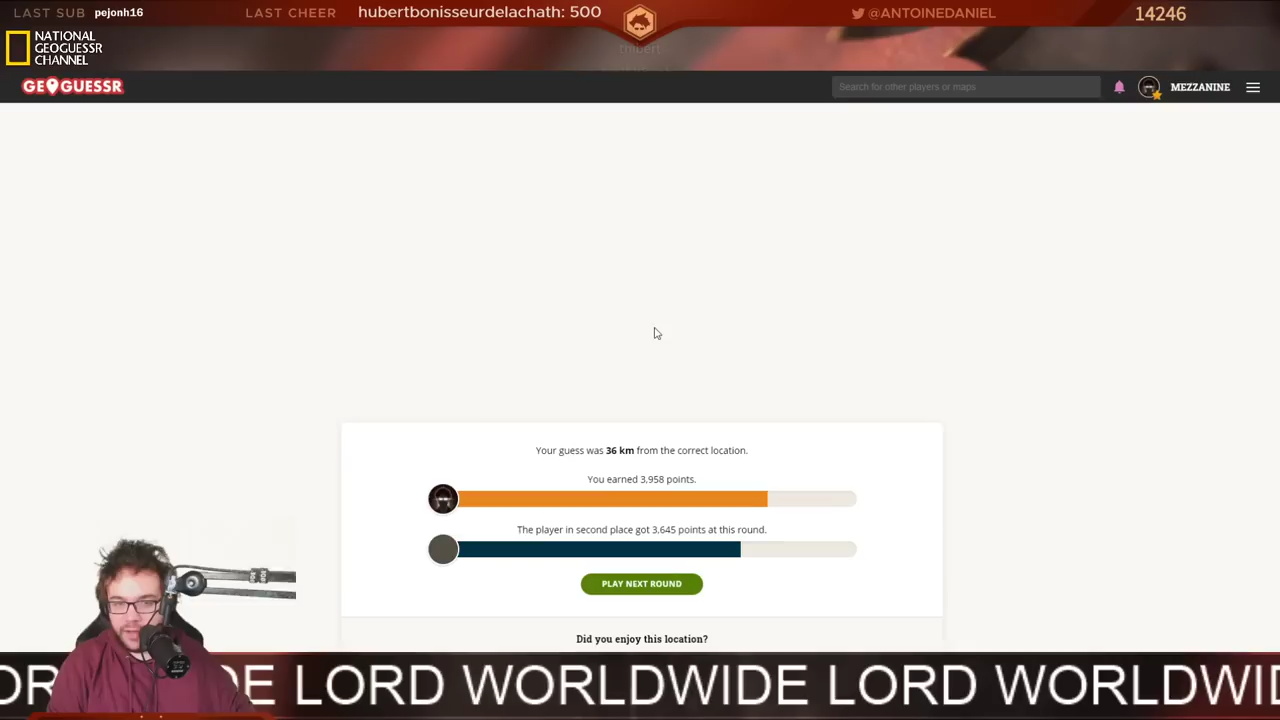 LAST SUB pejonh16 LAST CHEER hubertbonisseurdelachath: 500 @ANTOINEDANIEL 14246
NATIONAL
GEOGUESSR
CHANNEL
thibert
GEOGUESSR Search for other players or maps MEZZANINE
Your guess was 36 km from the correct location.
You earned 3,958 points.
The player in second place got 3,645 points at this round.
PLAY NEXT ROUND
Did you enjoy this location?
LORD WORLDWIDE LORD